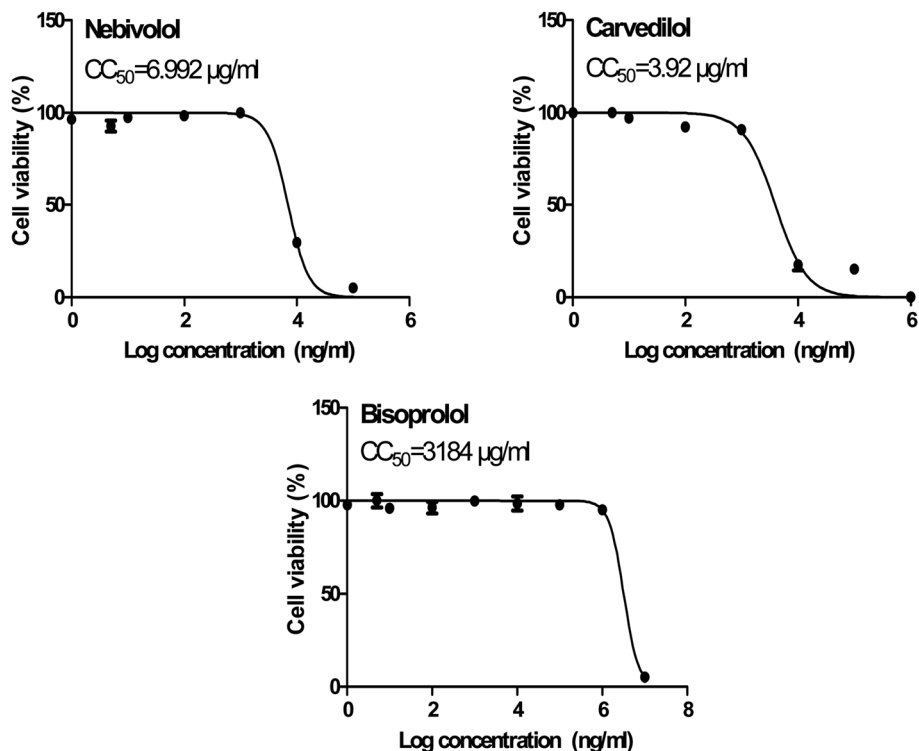 Nebivolol
CC50=6.992 µg/ml
Cell viability (%)
150
100
50
0
0 2 4 6
Log concentration (ng/ml)
Carvedilol
CC50=3.92 µg/ml
Cell viability (%)
150
100
50
0
0 2 4 6
Log concentration (ng/ml)
Bisoprolol
CC50=3184 µg/ml
Cell viability (%)
150
100
50
0
0 2 4 6 8
Log concentration (ng/ml)